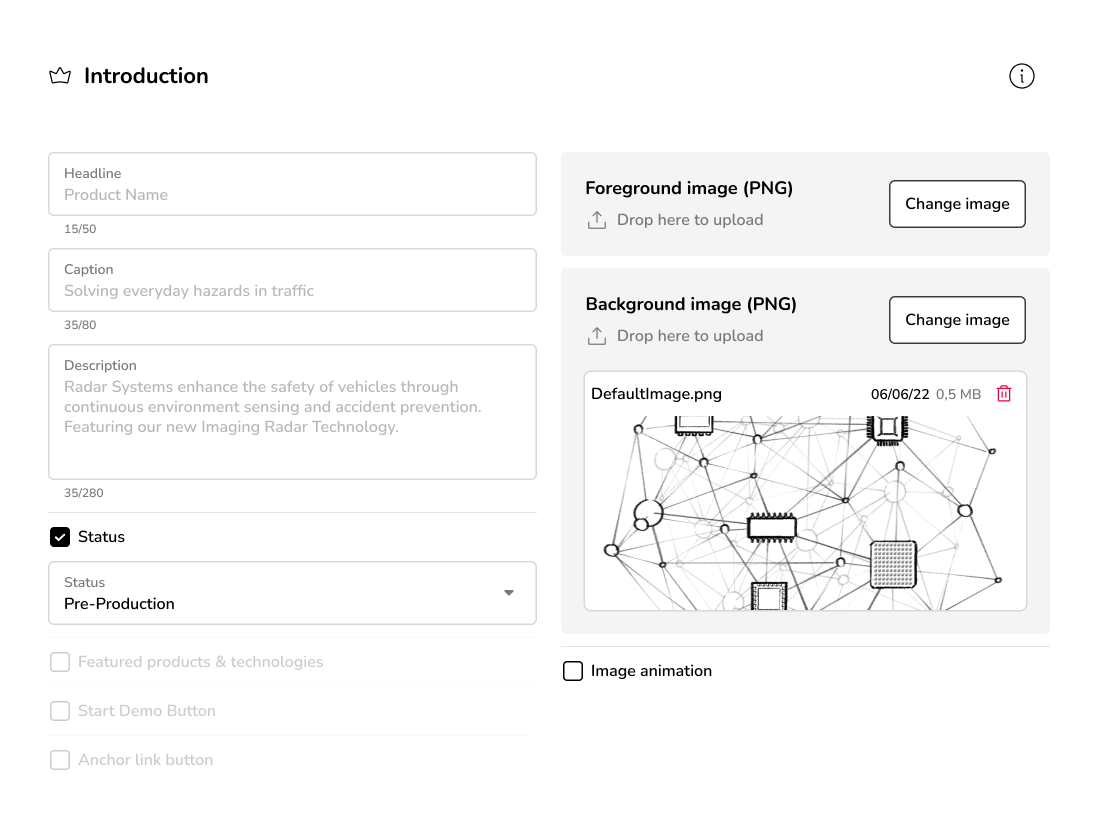 Introduction
Headline
Product Name
15/50
Caption
Solving everyday hazards in traffic
35/80
Description
Radar Systems enhance the safety of vehicles through
continuous environment sensing and accident prevention.
Featuring our new Imaging Radar Technology.
35/280
Status
Status
Pre-Production
Featured products & technologies
Start Demo Button
Anchor link button
Foreground image (PNG)
Drop here to upload
Change image
Background image (PNG)
Drop here to upload
Change image
DefaultImage.png 06/06/22 0,5 MB
Image animation